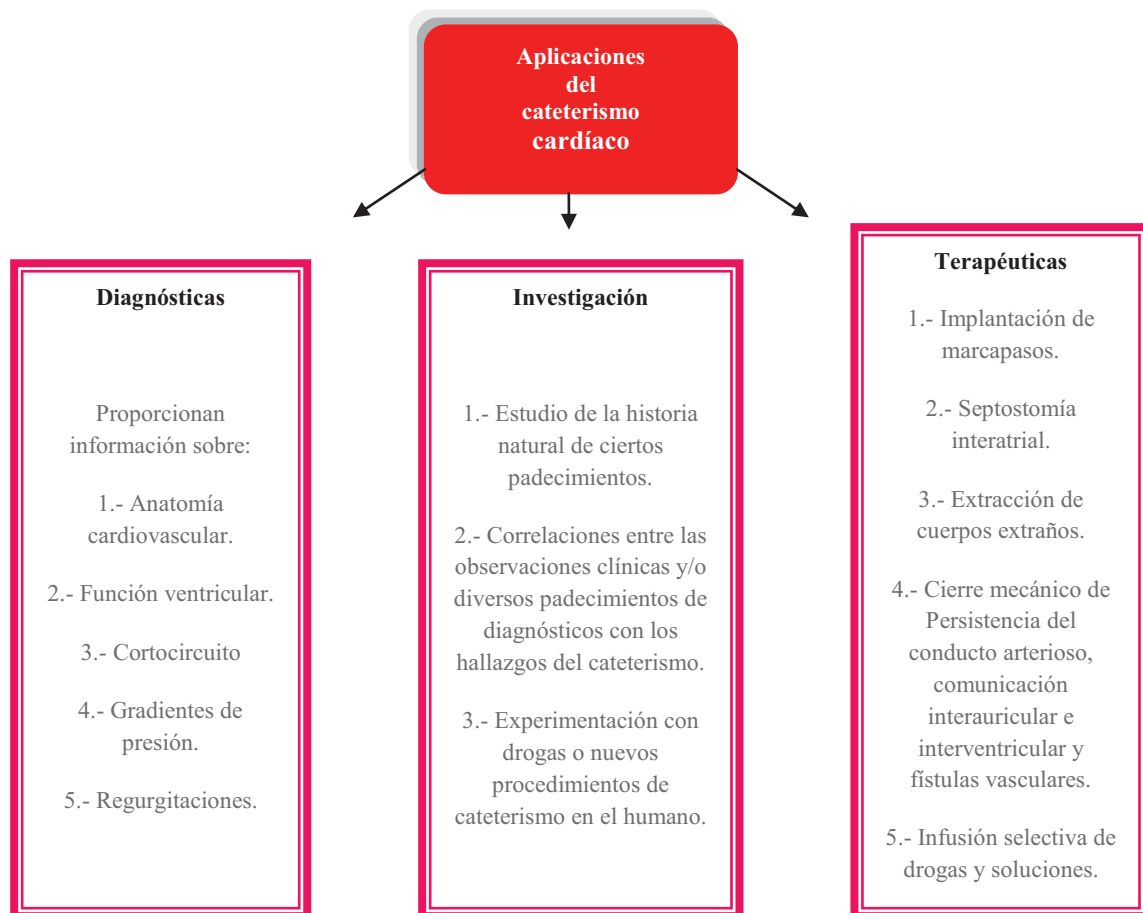 Aplicaciones
del
cateterismo
cardíaco
Diagnósticas
Proporcionan
información sobre:
1.- Anatomía
cardiovascular.
2.- Función ventricular.
3.- Cortocircuito
4.- Gradientes de
presión.
5.- Regurgitaciones.
Investigación
1.- Estudio de la historia
natural de ciertos
padecimientos.
2.- Correlaciones entre las
observaciones clínicas y/o
diversos padecimientos de
diagnósticos con los
hallazgos del cateterismo.
3.- Experimentación con
drogas o nuevos
procedimientos de
cateterismo en el humano.
Terapéuticas
1.- Implantación de
marcapasos.
2.- Septostomía
interatrial.
3.- Extracción de
cuerpos extraños.
4.- Cierre mecánico de
Persistencia del
conducto arterioso,
comunicación
interauricular e
interventricular y
fístulas vasculares.
5.- Infusión selectiva de
drogas y soluciones.